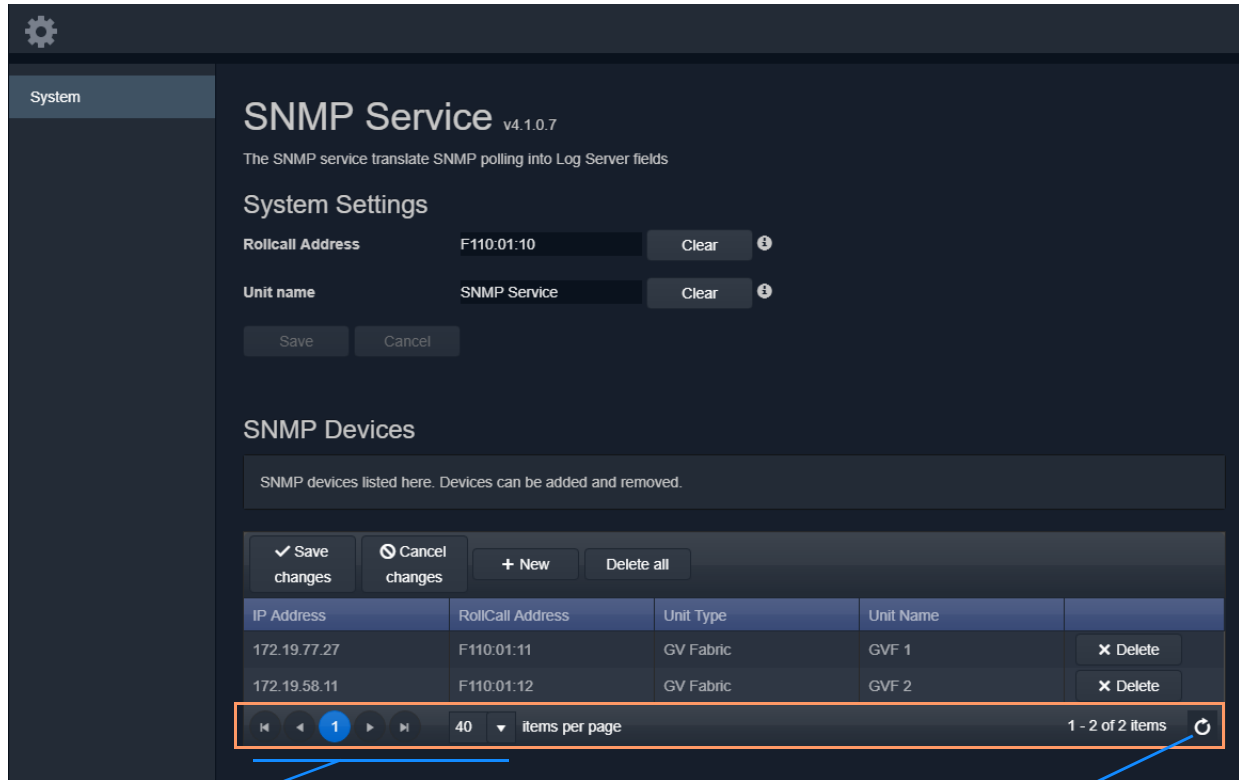 System
SNMP Service v4.1.0.7
The SNMP service translate SNMP polling into Log Server fields
System Settings
Rollcall Address F110:01:10 Clear
Unit name SNMP Service Clear
Save Cancel
SNMP Devices
SNMP devices listed here. Devices can be added and removed.
Save changes Cancel changes + New Delete all
IP Address RollCall Address Unit Type Unit Name
172.19.77.27 F110:01:11 GV Fabric GVF 1 Delete
172.19.58.11 F110:01:12 GV Fabric GVF 2 Delete
1 40 items per page 1 - 2 of 2 items